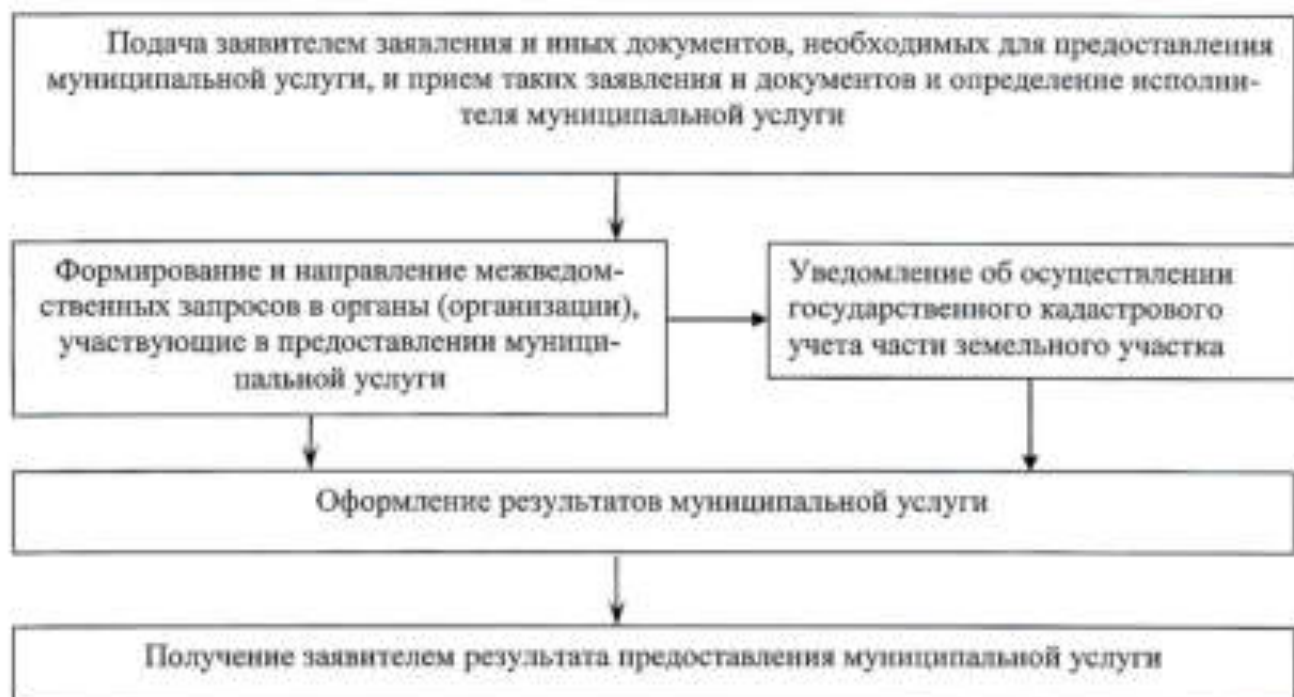 Подача заявителем заявления и иных документов, необходимых для предоставления
муниципальной услуги, и прием таких заявления и документов и определение исполни-
теля муниципальной услуги
Формирование и направление межведом-
ственных запросов в органы (организации),
участвующие в предоставлении муници-
пальной услуги
Уведомление об осуществлении
государственного кадастрового
учета части земельного участка
Оформление результатов муниципальной услуги
Получение заявителем результата предоставления муниципальной услуги